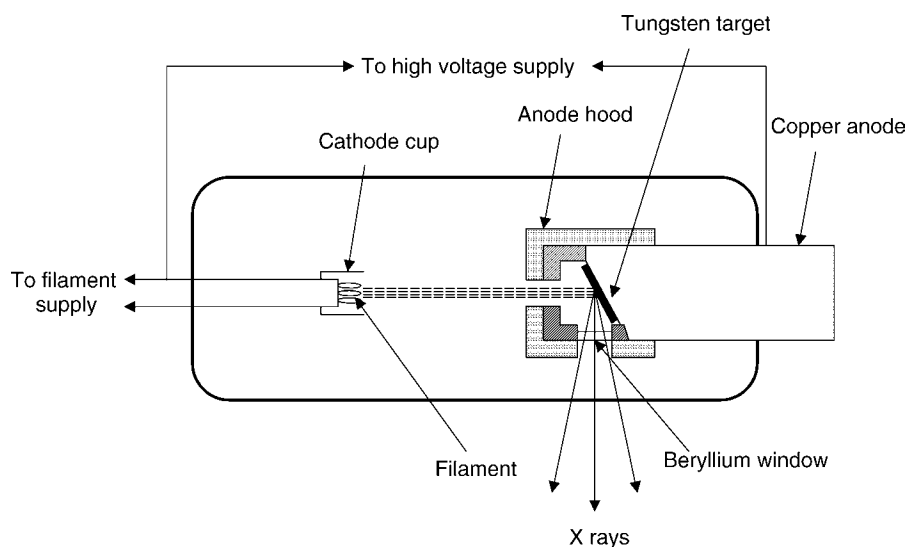 Tungsten target
To high voltage supply
Anode hood
Copper anode
Cathode cup
To filament
supply
Filament
Beryllium window
X rays